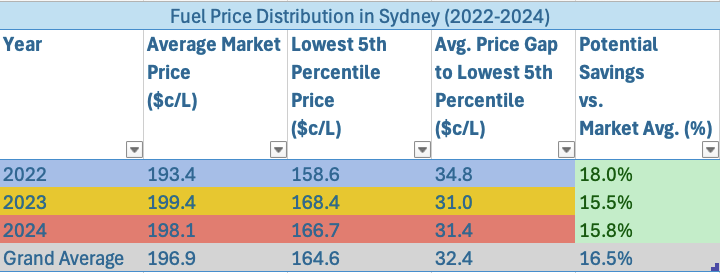 Fuel Price Distribution in Sydney (2022-2024)
Year Average Market Price ($c/L) Lowest 5th Percentile Price ($c/L) Avg. Price Gap to Lowest 5th Percentile ($c/L) Potential Savings vs. Market Avg. (%)
2022 193.4 158.6 34.8 18.0%
2023 199.4 168.4 31.0 15.5%
2024 198.1 166.7 31.4 15.8%
Grand Average 196.9 164.6 32.4 16.5%